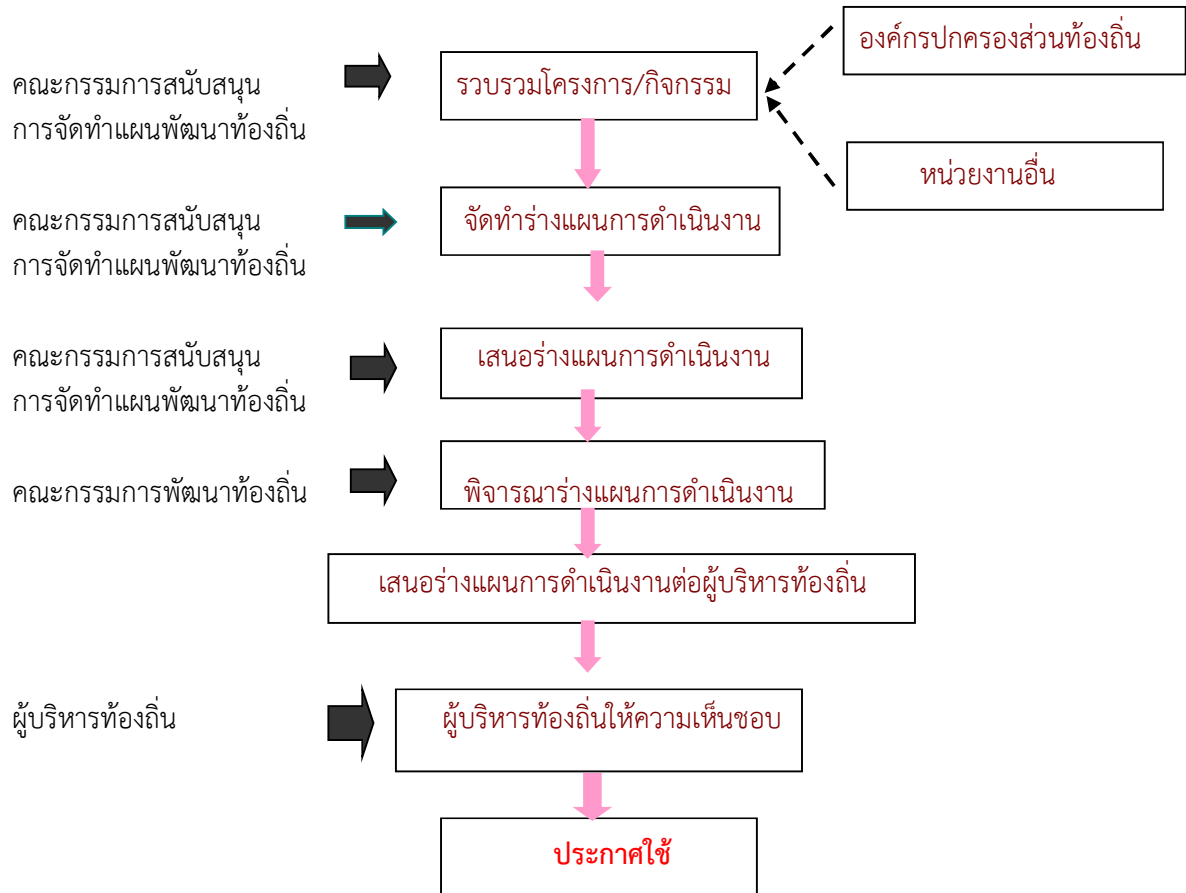 องค์กรปกครองส่วนท้องถิ่น
คณะกรรมการสนับสนุน
การจัดทำแผนพัฒนาท้องถิ่น
รวบรวมโครงการ/กิจกรรม
หน่วยงานอื่น
คณะกรรมการสนับสนุน
การจัดทำแผนพัฒนาท้องถิ่น
จัดทำร่างแผนการดำเนินงาน
คณะกรรมการสนับสนุน
การจัดทำแผนพัฒนาท้องถิ่น
เสนอร่างแผนการดำเนินงาน
คณะกรรมการพัฒนาท้องถิ่น
พิจารณาร่างแผนการดำเนินงาน
เสนอร่างแผนการดำเนินงานต่อผู้บริหารท้องถิ่น
ผู้บริหารท้องถิ่น
ผู้บริหารท้องถิ่นให้ความเห็นชอบ
ประกาศใช้